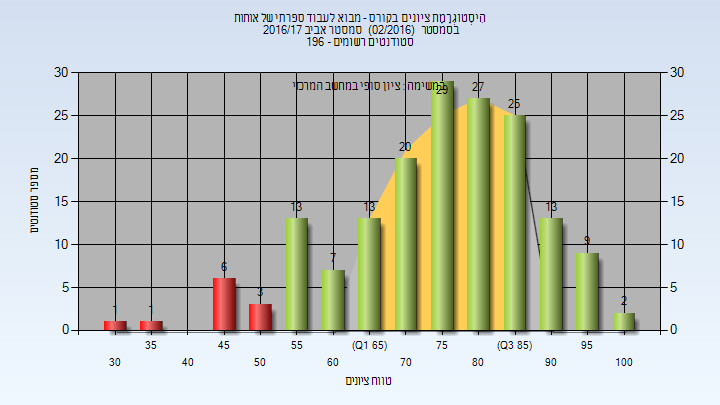 היסטוגרמת ציונים בקורס - מבוא לעבוד ספרתי של אותות
בסמסטר (02/2016) סמסטר אביב 2016/17
סטודנטים רשומים - 196
במשימה: ציון סופי במחשב המרכזי
30 30
25 25
20 20
15 15
10 10
5 5
0 0
1 1 6 3 13 7 13 20 29 27 25 13 9 2
35 45 55 (Q1 65) 75 (Q3 85) 95
30 40 50 60 70 80 90 100
מספר סטודנטים
טווח ציונים